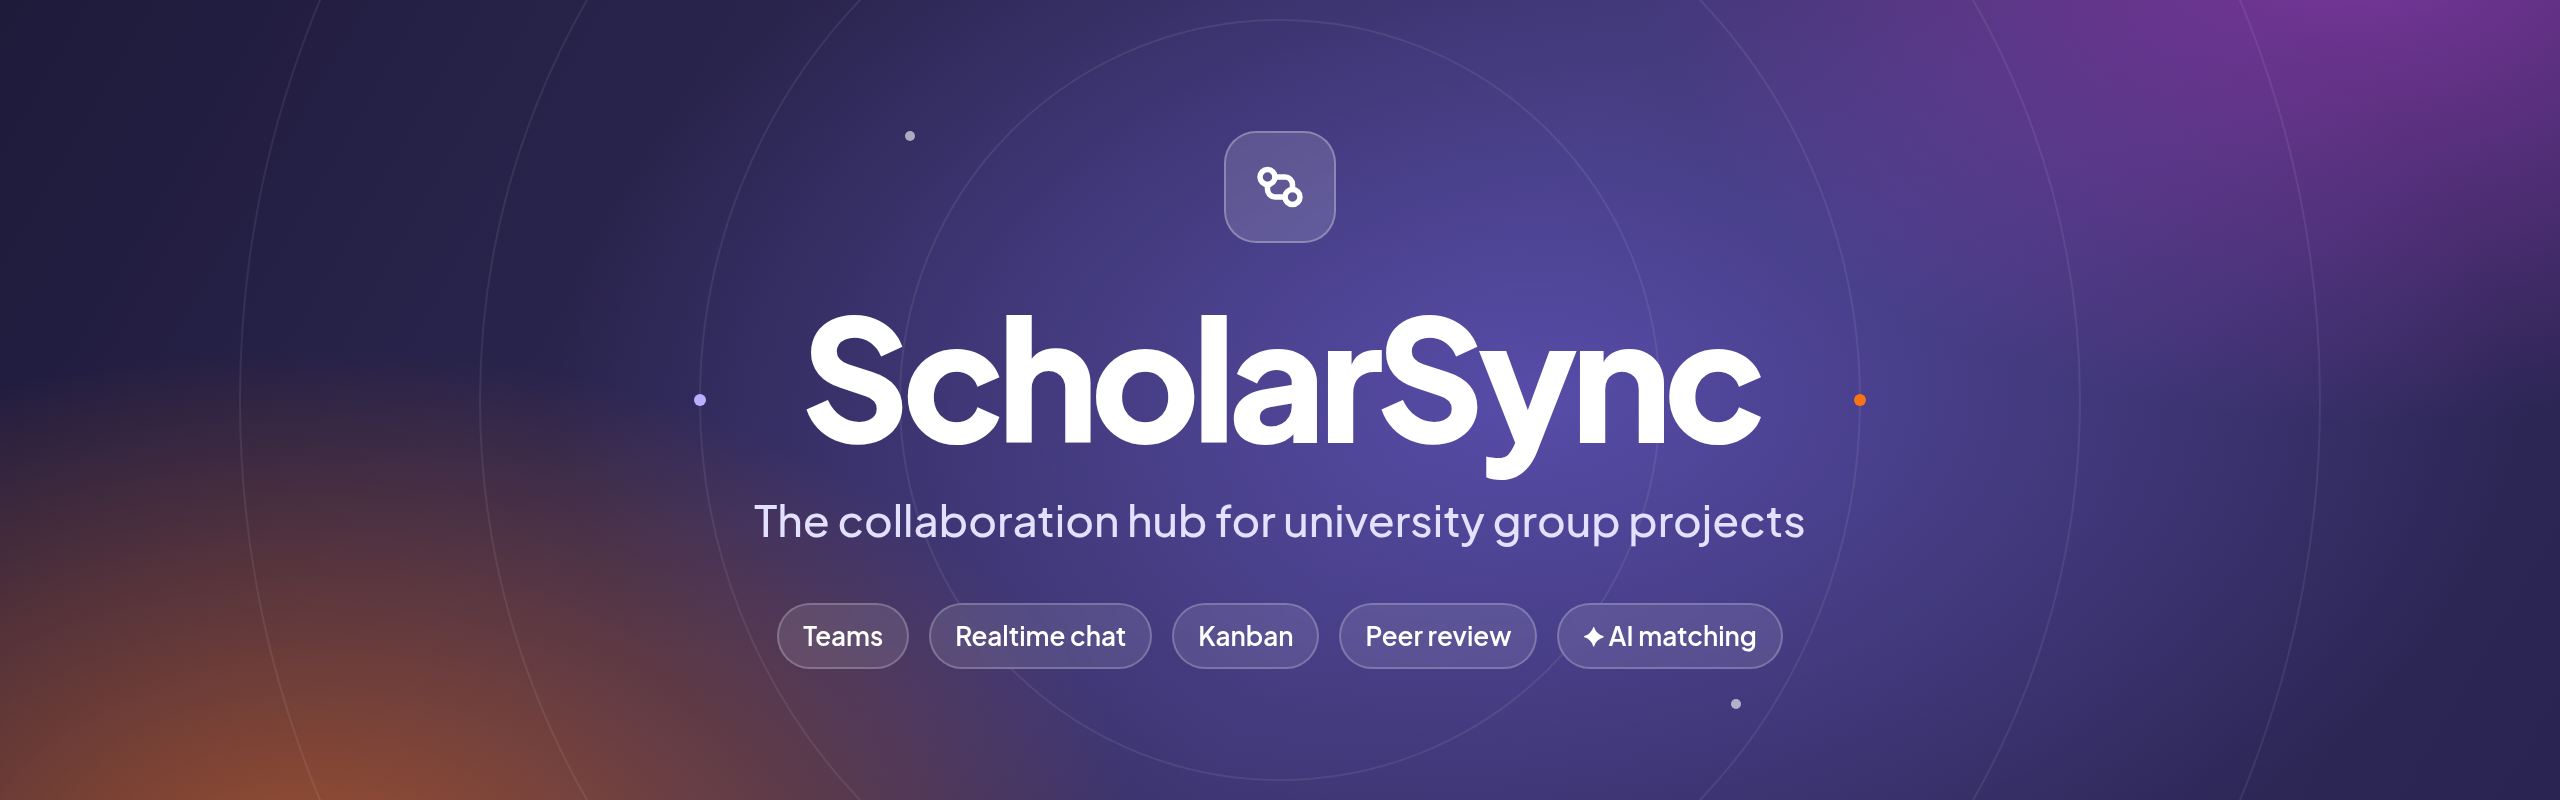 ScholarSync
The collaboration hub for university group projects
Teams
Realtime chat
Kanban
Peer review
✦ AI matching